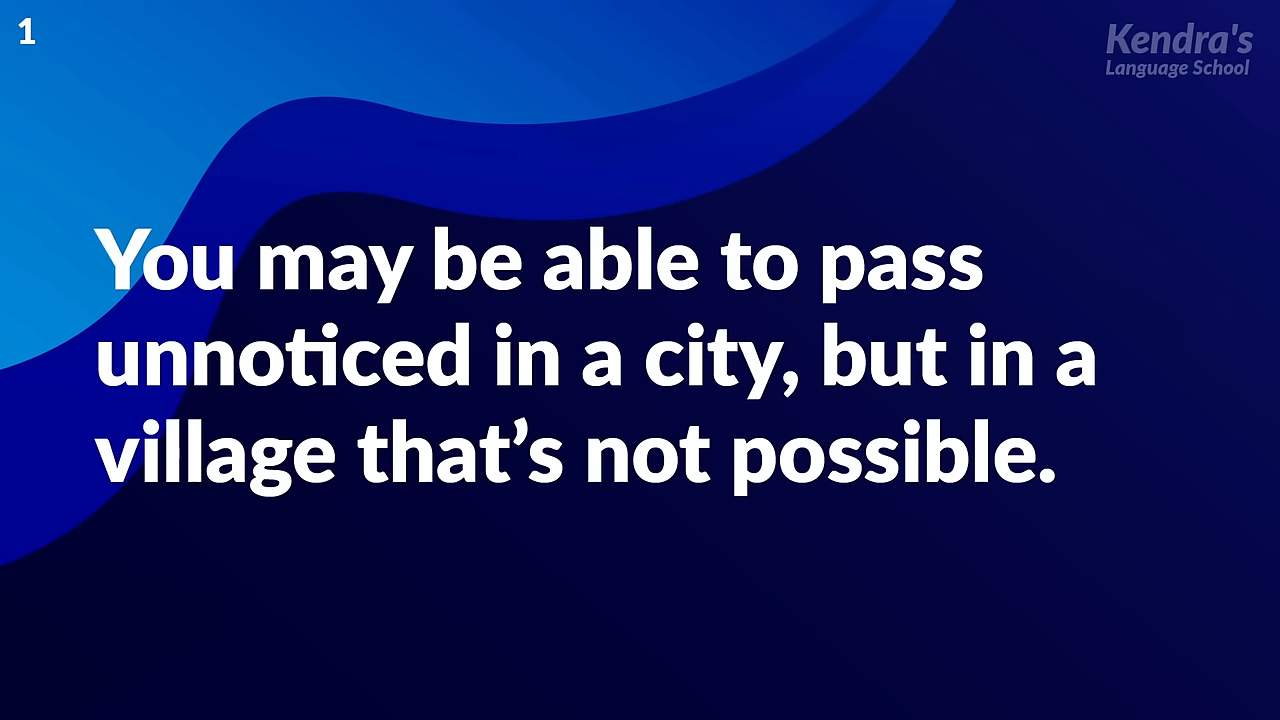 1
Kendra's
Language School
You may be able to pass
unnoticed in a city, but in a
village that’s not possible.